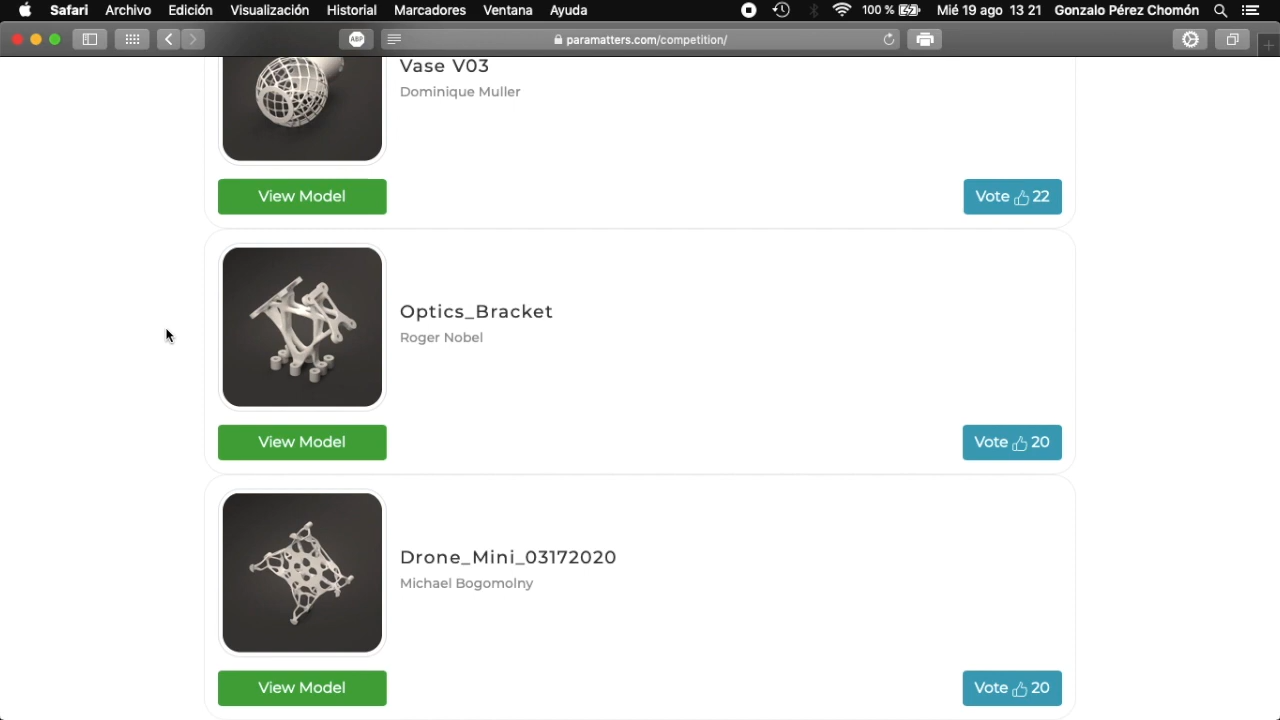 Safari Archivo Edición Visualización Historial Marcadores Ventana Ayuda 100 % Mié 19 ago 13 21 Gonzalo Pérez Chomón
ABP paramatters.com/competition/
Vase V03
Dominique Muller
View Model Vote 22
Optics_Bracket
Roger Nobel
View Model Vote 20
Drone_Mini_03172020
Michael Bogomolny
View Model Vote 20